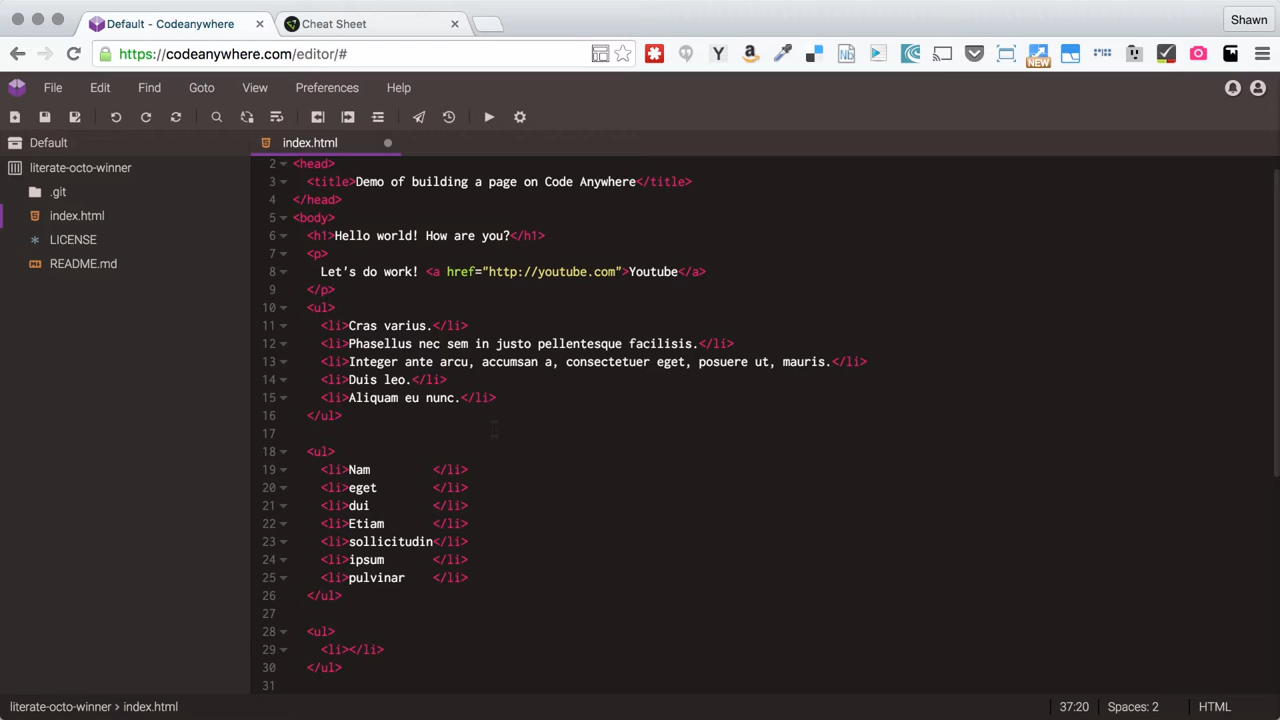 Default - Codeanywhere
Cheat Sheet
Shawn
https://codeanywhere.com/editor/#
Y
a
Nb
NEW
File Edit Find Goto View Preferences Help
Default
index.html
literate-octo-winner
.git
index.html
LICENSE
README.md
2 <head>
3 <title>Demo of building a page on Code Anywhere</title>
4 </head>
5 <body>
6 <h1>Hello world! How are you?</h1>
7 <p>
8 Let's do work! <a href="http://youtube.com">Youtube</a>
9 </p>
10 <ul>
11 <li>Cras varius.</li>
12 <li>Phasellus nec sem in justo pellentesque facilisis.</li>
13 <li>Integer ante arcu, accumsan a, consectetuer eget, posuere ut, mauris.</li>
14 <li>Duis leo.</li>
15 <li>Aliquam eu nunc.</li>
16 </ul>
17
18 <ul>
19 <li>Nam </li>
20 <li>eget </li>
21 <li>dui </li>
22 <li>Etiam </li>
23 <li>sollicitudin</li>
24 <li>ipsum </li>
25 <li>pulvinar </li>
26 </ul>
27
28 <ul>
29 <li></li>
30 </ul>
31
literate-octo-winner > index.html
37:20
Spaces: 2
HTML